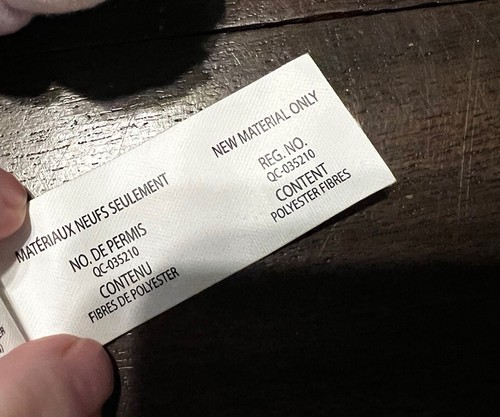 MATÉRIAUX NEUFS SEULEMENT
NO. DE PERMIS
QC-035210
CONTENU
FIBRES DE POLYESTER
NEW MATERIAL ONLY
REG. NO.
QC-035210
CONTENT
POLYESTER FIBRES